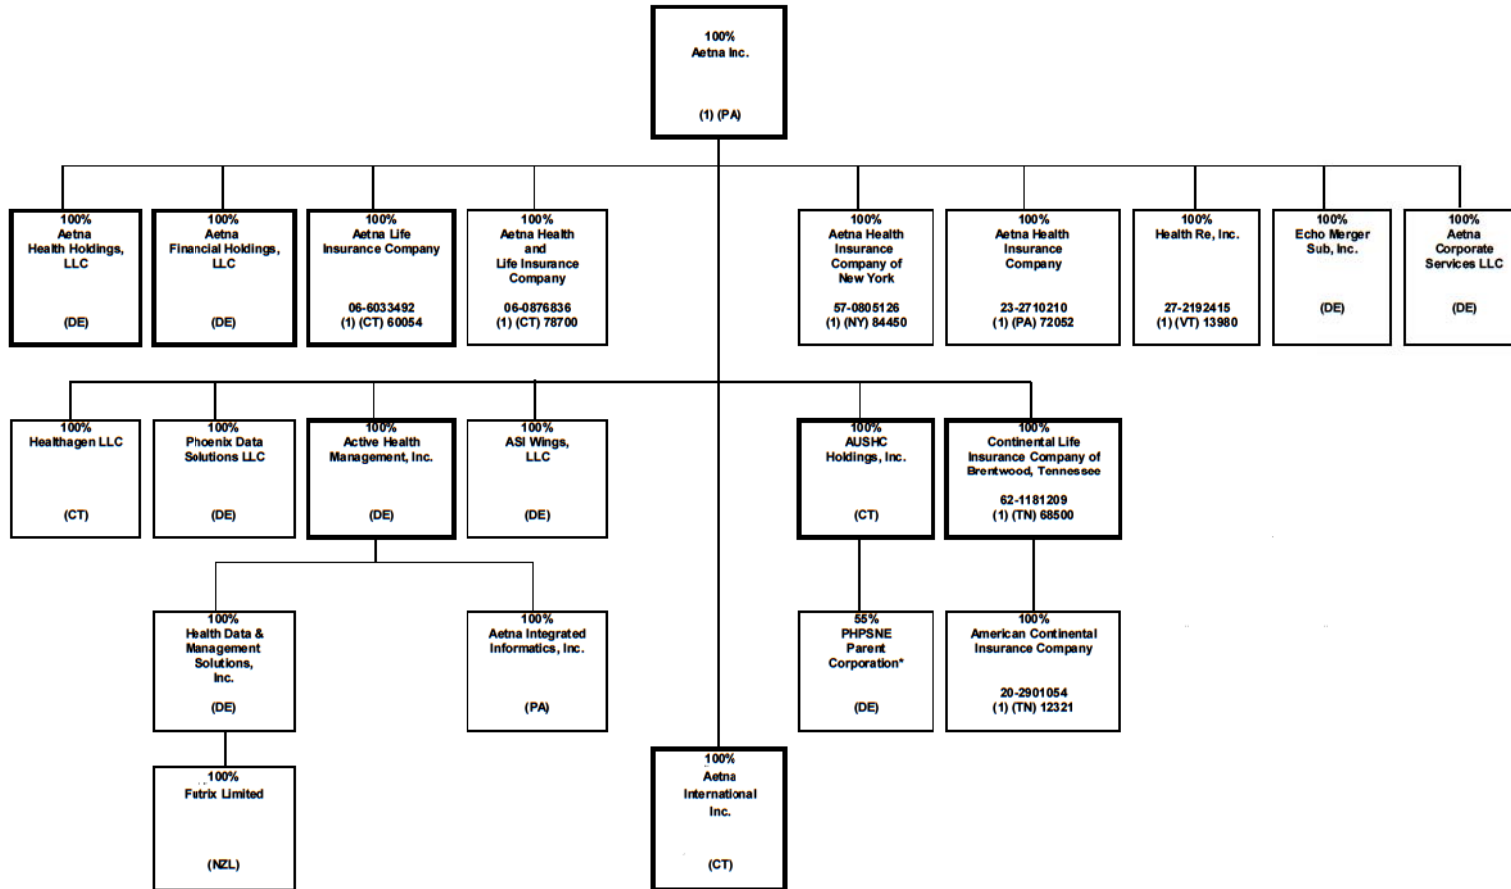 100%
Aetna Inc.
(1) (PA)
100%
Aetna
Health Holdings,
LLC
(DE)
100%
Aetna
Financial Holdings,
LLC
(DE)
100%
Aetna Life
Insurance Company
06-6033492
(1) (CT) 60054
100%
Aetna Health
and
Life Insurance
Company
06-0876836
(1) (CT) 78700
100%
Aetna Health
Insurance
Company of
New York
57-0805126
(1) (NY) 84450
100%
Aetna Health
Insurance
Company
23-2710210
(1) (PA) 72052
100%
Health Re, Inc.
27-2192415
(1) (VT) 13980
100%
Echo Merger
Sub, Inc.
(DE)
100%
Aetna
Corporate
Services LLC
(DE)
100%
Healthagen LLC
(CT)
100%
Phoenix Data
Solutions LLC
(DE)
100%
Active Health
Management, Inc.
(DE)
100%
ASI Wings,
LLC
(DE)
100%
AUSHC
Holdings, Inc.
(CT)
100%
Continental Life
Insurance Company of
Brentwood, Tennessee
62-1181209
(1) (TN) 68500
100%
Health Data &
Management
Solutions,
Inc.
(DE)
100%
Aetna Integrated
Informatics, Inc.
(PA)
55%
PHPSNE
Parent
Corporation*
(DE)
100%
American Continental
Insurance Company
20-2901054
(1) (TN) 12321
100%
Futrix Limited
(NZL)
100%
Aetna
International
Inc.
(CT)